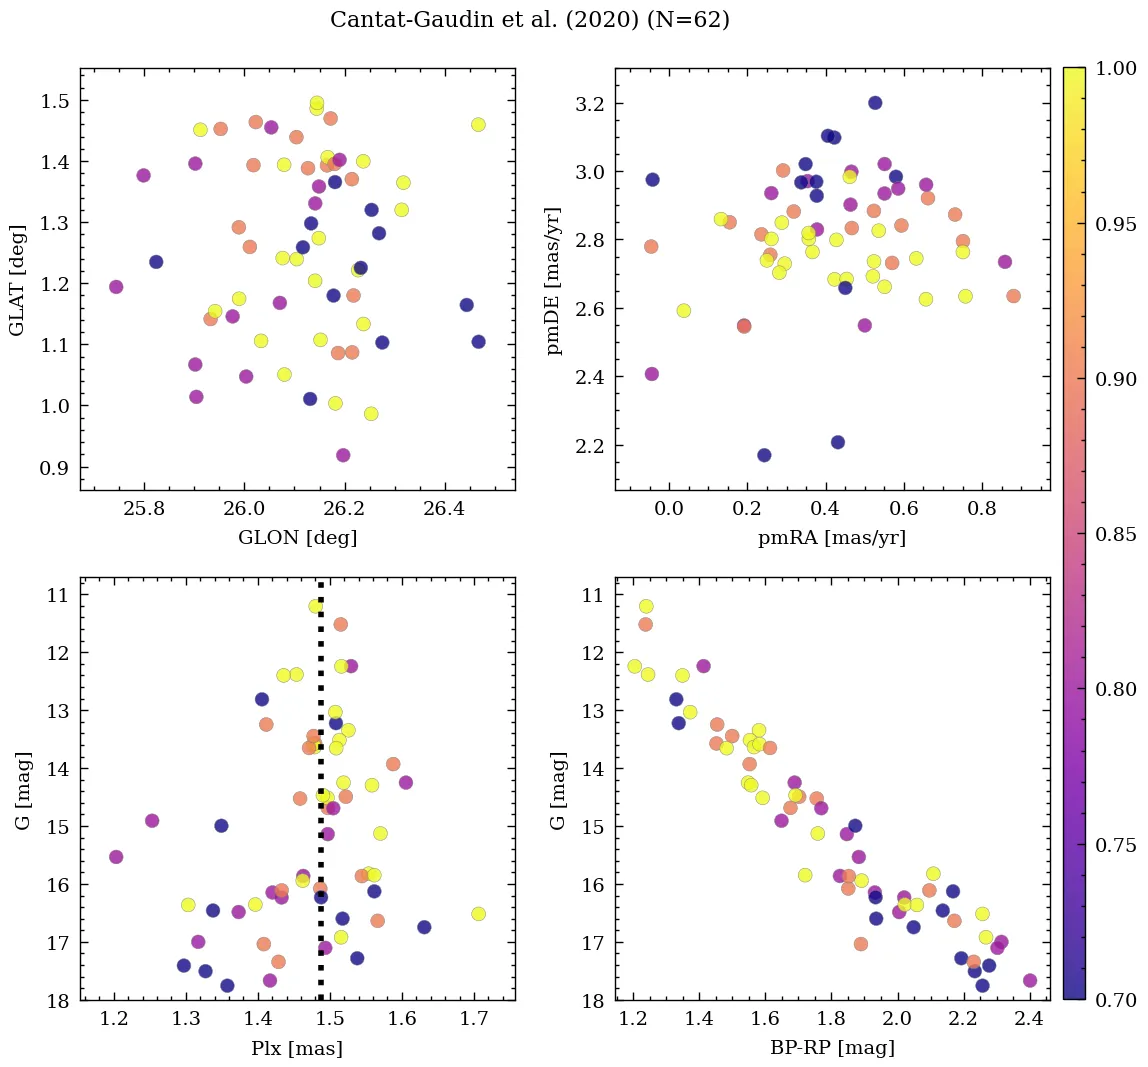 Cantat-Gaudin et al. (2020) (N=62)
GLAT [deg]
1.5
1.4
1.3
1.2
1.1
1.0
0.9
25.8 26.0 26.2 26.4
GLON [deg]
pmDE [mas/yr]
3.2
3.0
2.8
2.6
2.4
2.2
0.0 0.2 0.4 0.6 0.8
pmRA [mas/yr]
G [mag]
11
12
13
14
15
16
17
18
1.2 1.3 1.4 1.5 1.6 1.7
Plx [mas]
G [mag]
11
12
13
14
15
16
17
18
1.2 1.4 1.6 1.8 2.0 2.2 2.4
BP-RP [mag]
1.00
0.95
0.90
0.85
0.80
0.75
0.70